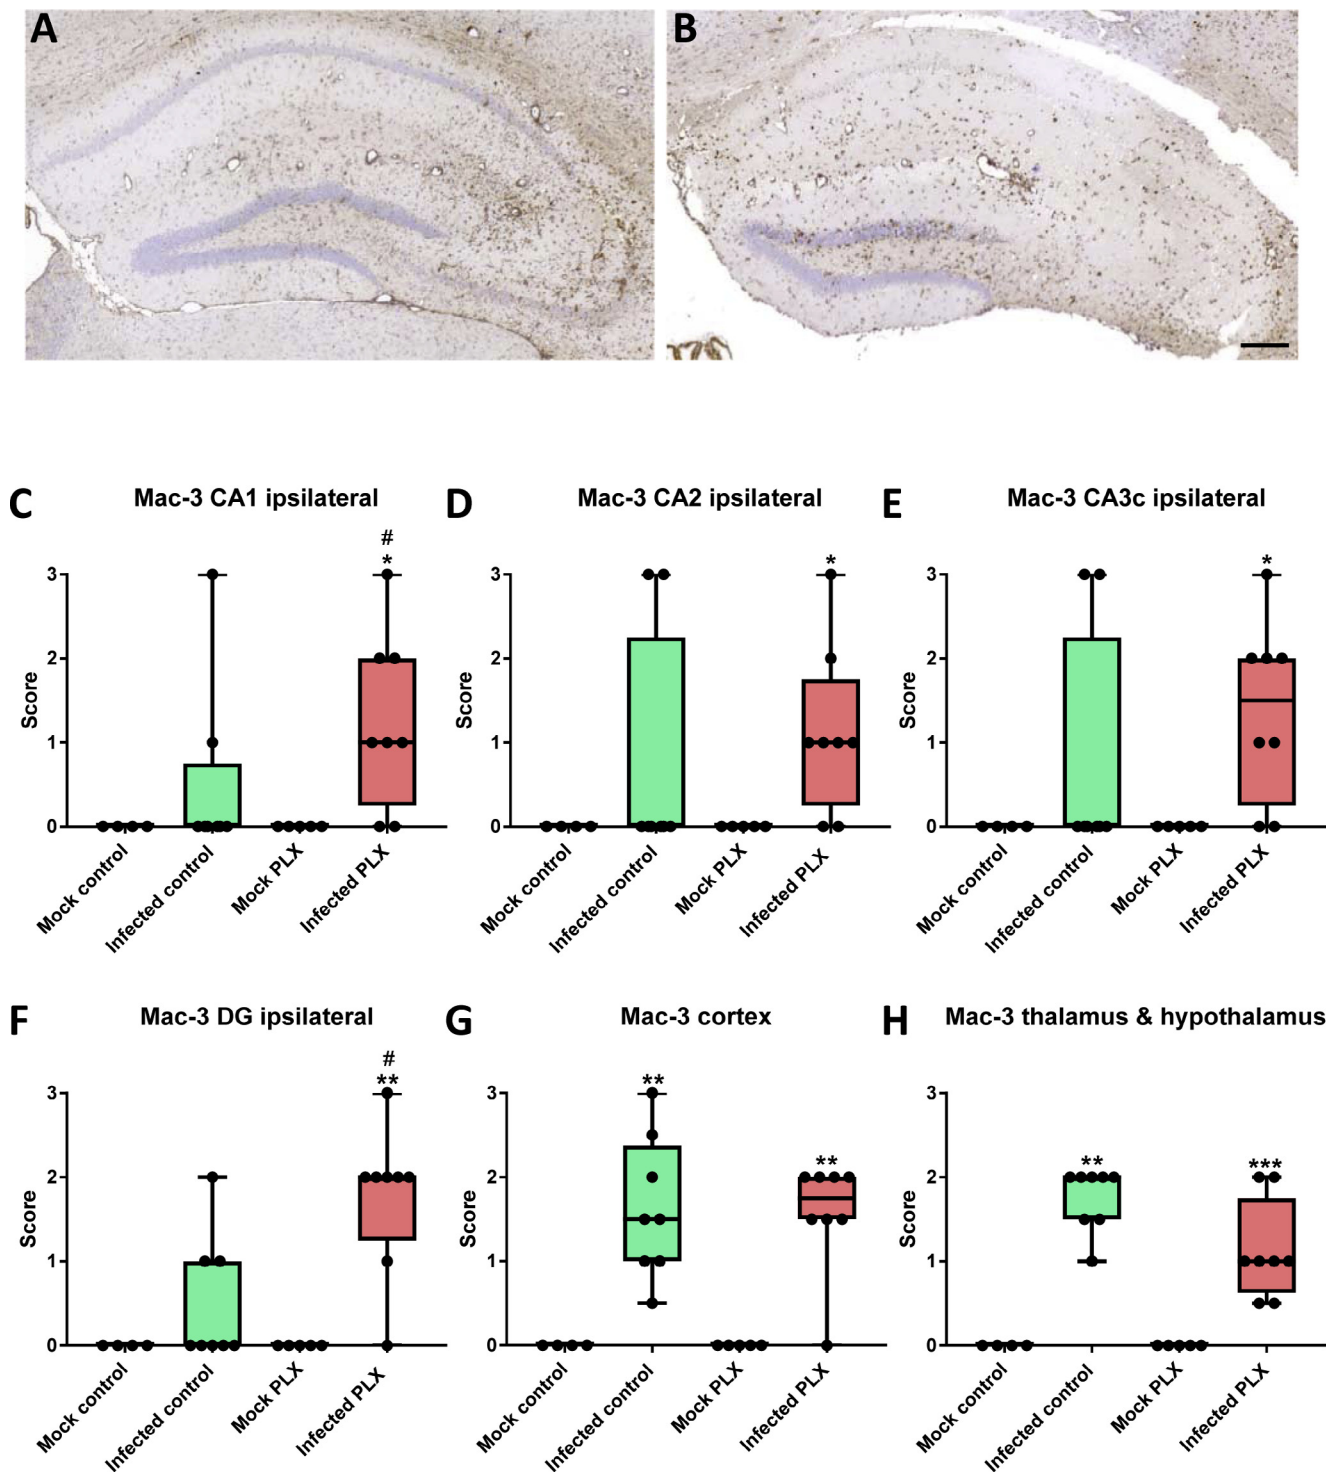 A
B
C
Mac-3 CA1 ipsilateral
#
*
3
2
1
0
Score
Mock control
Infected control
Mock PLX
Infected PLX
D
Mac-3 CA2 ipsilateral
*
3
2
1
0
Score
Mock control
Infected control
Mock PLX
Infected PLX
E
Mac-3 CA3c ipsilateral
*
3
2
1
0
Score
Mock control
Infected control
Mock PLX
Infected PLX
F
Mac-3 DG ipsilateral
#
**
3
2
1
0
Score
Mock control
Infected control
Mock PLX
Infected PLX
G
Mac-3 cortex
**
**
3
2
1
0
Score
Mock control
Infected control
Mock PLX
Infected PLX
H
Mac-3 thalamus & hypothalamus
**
***
3
2
1
0
Score
Mock control
Infected control
Mock PLX
Infected PLX